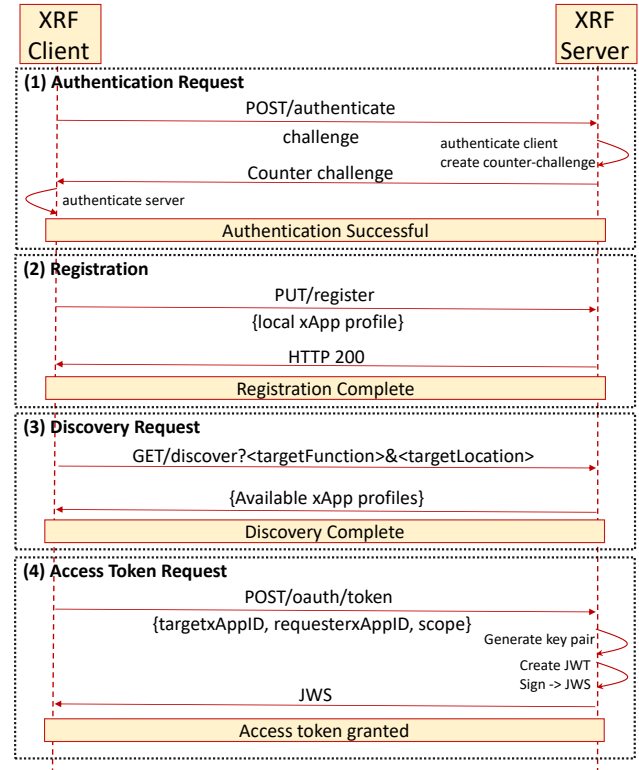 XRF
Client
XRF
Server
(1) Authentication Request
POST/authenticate
challenge
authenticate client
create counter-challenge
Counter challenge
authenticate server
Authentication Successful
(2) Registration
PUT/register
{local xApp profile}
HTTP 200
Registration Complete
(3) Discovery Request
GET/discover?<targetFunction>&<targetLocation>
{Available xApp profiles}
Discovery Complete
(4) Access Token Request
POST/oauth/token
{targetxAppID, requesterxAppID, scope}
Generate key pair
Create JWT
Sign -> JWS
JWS
Access token granted